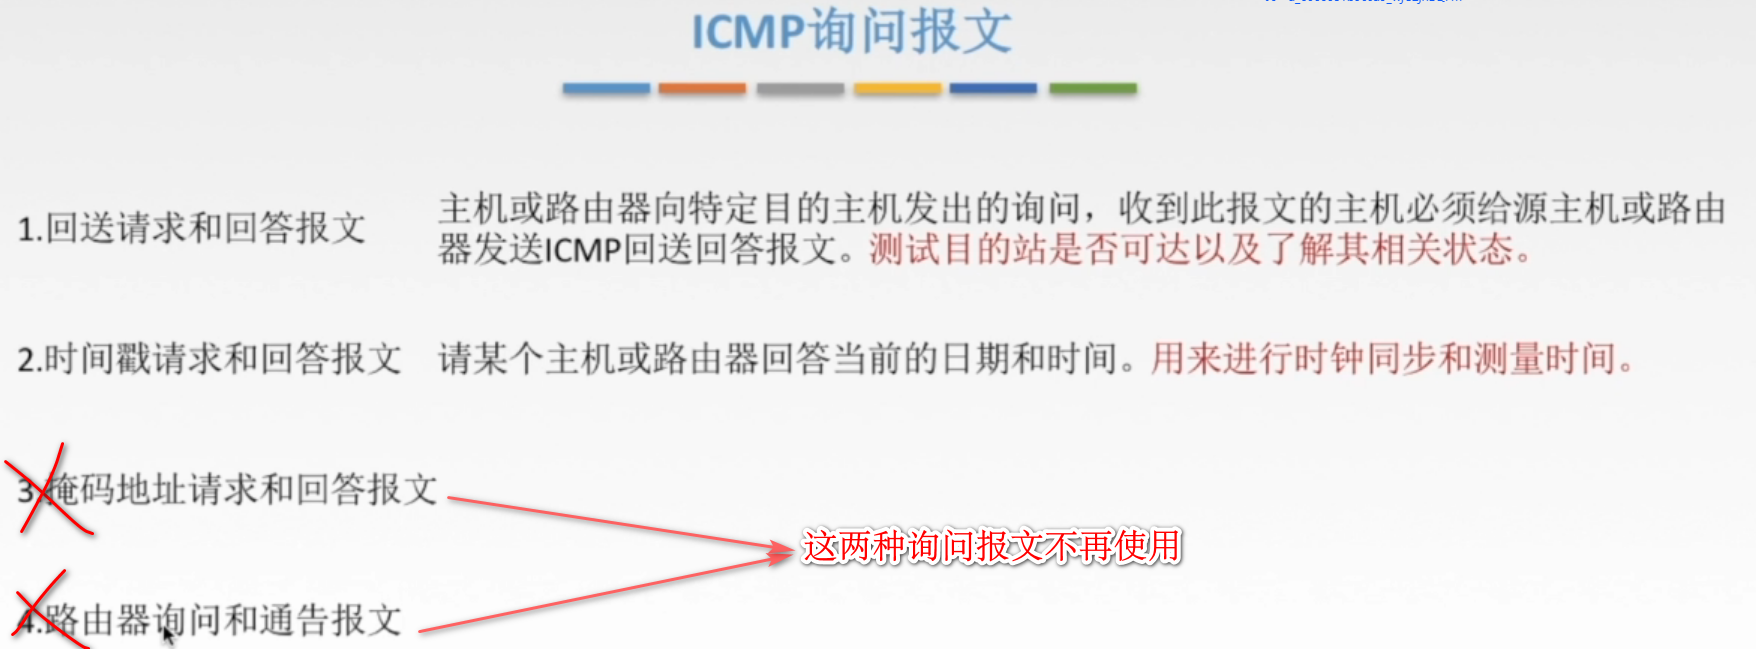 ICMP询问报文
1.回送请求和回答报文
主机或路由器向特定目的主机发出的询问，收到此报文的主机必须给源主机或路由
器发送ICMP回送回答报文。测试目的站是否可达以及了解其相关状态。
2.时间戳请求和回答报文
请某个主机或路由器回答当前的日期和时间。用来进行时钟同步和测量时间。
3.掩码地址请求和回答报文
这两种询问报文不再使用
4.路由器询问和通告报文